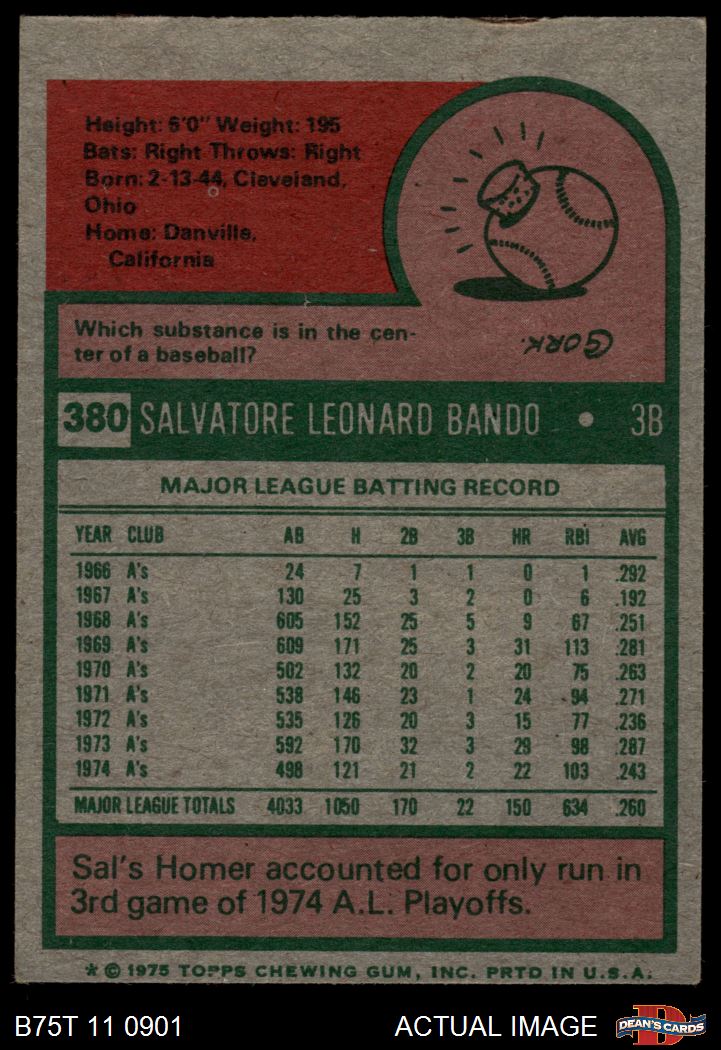 Height: 6'0" Weight: 195
Bats: Right Throws: Right
Born: 2-13-44, Cleveland,
Ohio
Home: Danville,
California
Which substance is in the cen-
ter of a baseball?
CORK.
380 SALVATORE LEONARD BANDO • 3B
MAJOR LEAGUE BATTING RECORD
YEAR CLUB AB H 2B 3B HR RBI AVG
1966 A's 24 7 1 1 0 1 .292
1967 A's 130 25 3 2 0 6 .192
1968 A's 605 152 25 5 9 67 .251
1969 A's 609 171 25 3 31 113 .281
1970 A's 502 132 20 2 20 75 .263
1971 A's 538 146 23 1 24 94 .271
1972 A's 535 126 20 3 15 77 .236
1973 A's 592 170 32 3 29 98 .287
1974 A's 498 121 21 2 22 103 .243
MAJOR LEAGUE TOTALS 4033 1050 170 22 150 634 .260
Sal's Homer accounted for only run in
3rd game of 1974 A.L. Playoffs.
* © 1975 TOPPS CHEWING GUM, INC. PRTD IN U.S.A.
B75T 11 0901 ACTUAL IMAGE D DEAN'S CARDS